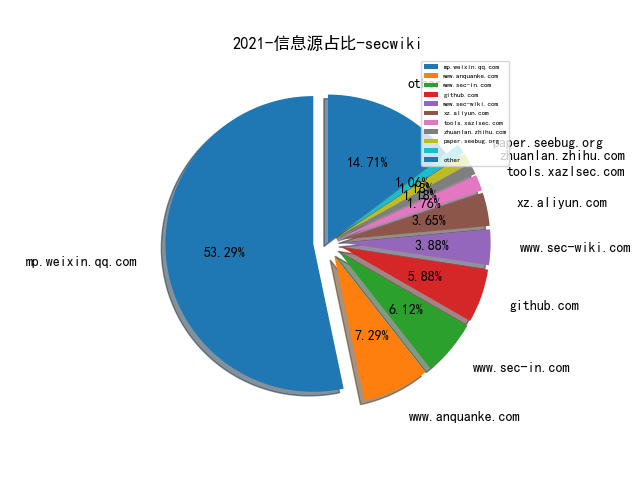 2021-信息源占比-secwiki
mp.weixin.qq.com
www.anquanke.com
www.sec-in.com
github.com
www.sec-wiki.com
xz.aliyun.com
tools.xazlsec.com
zhuanlan.zhihu.com
paper.seebug.org
other
14.71%
1.06%
1.18%
1.76%
3.65%
3.88%
5.88%
6.12%
7.29%
53.29%
paper.seebug.org
zhuanlan.zhihu.com
tools.xazlsec.com
xz.aliyun.com
www.sec-wiki.com
github.com
www.sec-in.com
www.anquanke.com
mp.weixin.qq.com